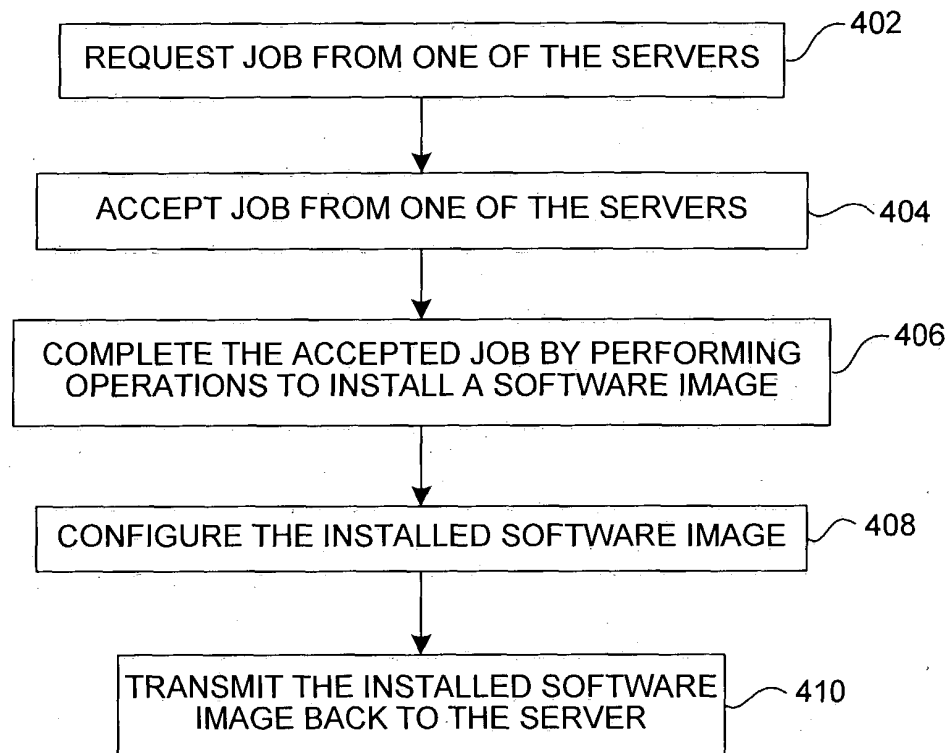 REQUEST JOB FROM ONE OF THE SERVERS
402
ACCEPT JOB FROM ONE OF THE SERVERS
404
COMPLETE THE ACCEPTED JOB BY PERFORMING
OPERATIONS TO INSTALL A SOFTWARE IMAGE
406
CONFIGURE THE INSTALLED SOFTWARE IMAGE
408
TRANSMIT THE INSTALLED SOFTWARE
IMAGE BACK TO THE SERVER
410